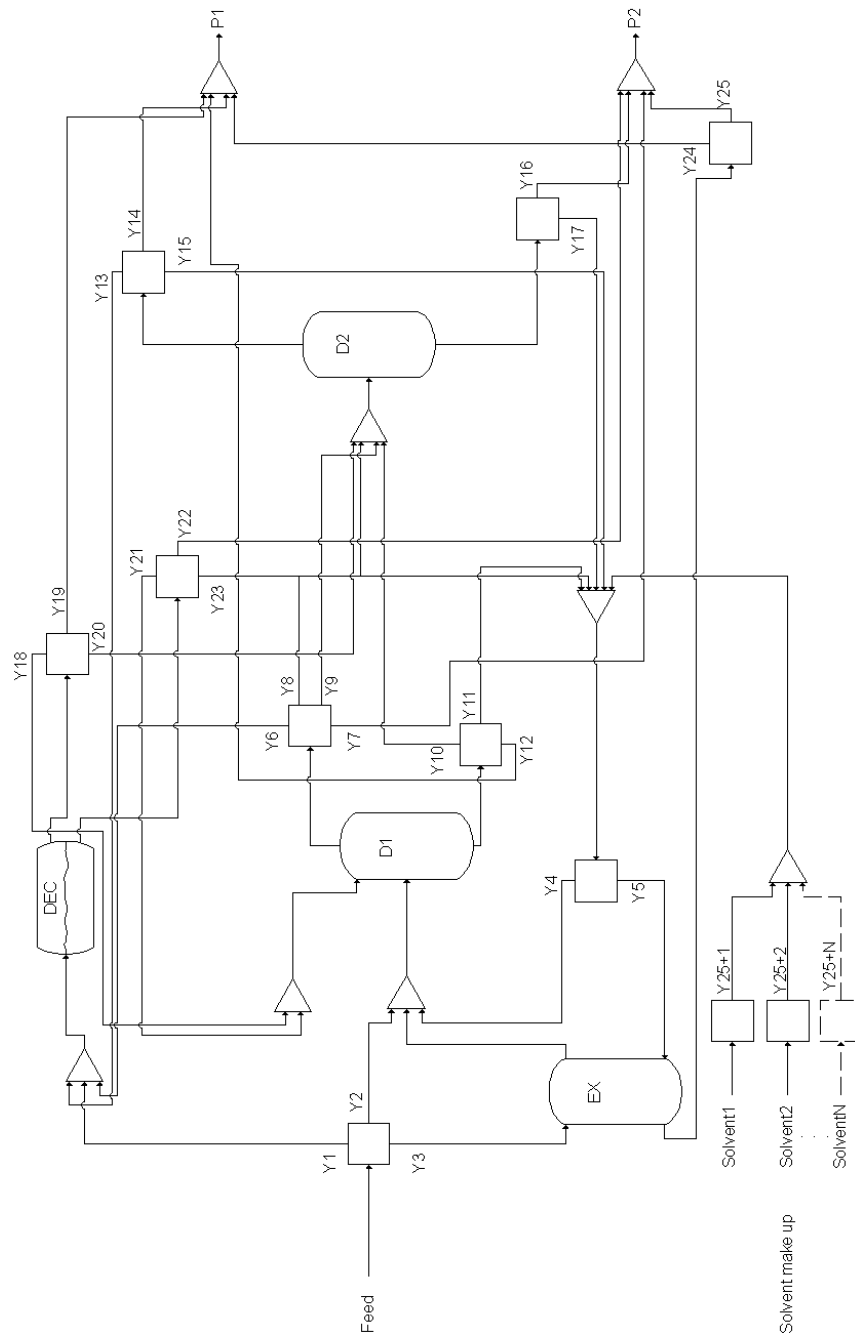 P1
P2
Y14
Y13
Y15
Y16
Y17
Y24
Y25
D2
Y19
Y18
Y20
Y21
Y22
Y23
Y8
Y9
Y6
Y7
Y11
Y10
Y12
DEC
D1
Y4
Y5
Y25+1
Y25+2
Y25+N
EX
Y2
Y1
Y3
Solvent1
Solvent2
SolventN
Feed
Solvent make up